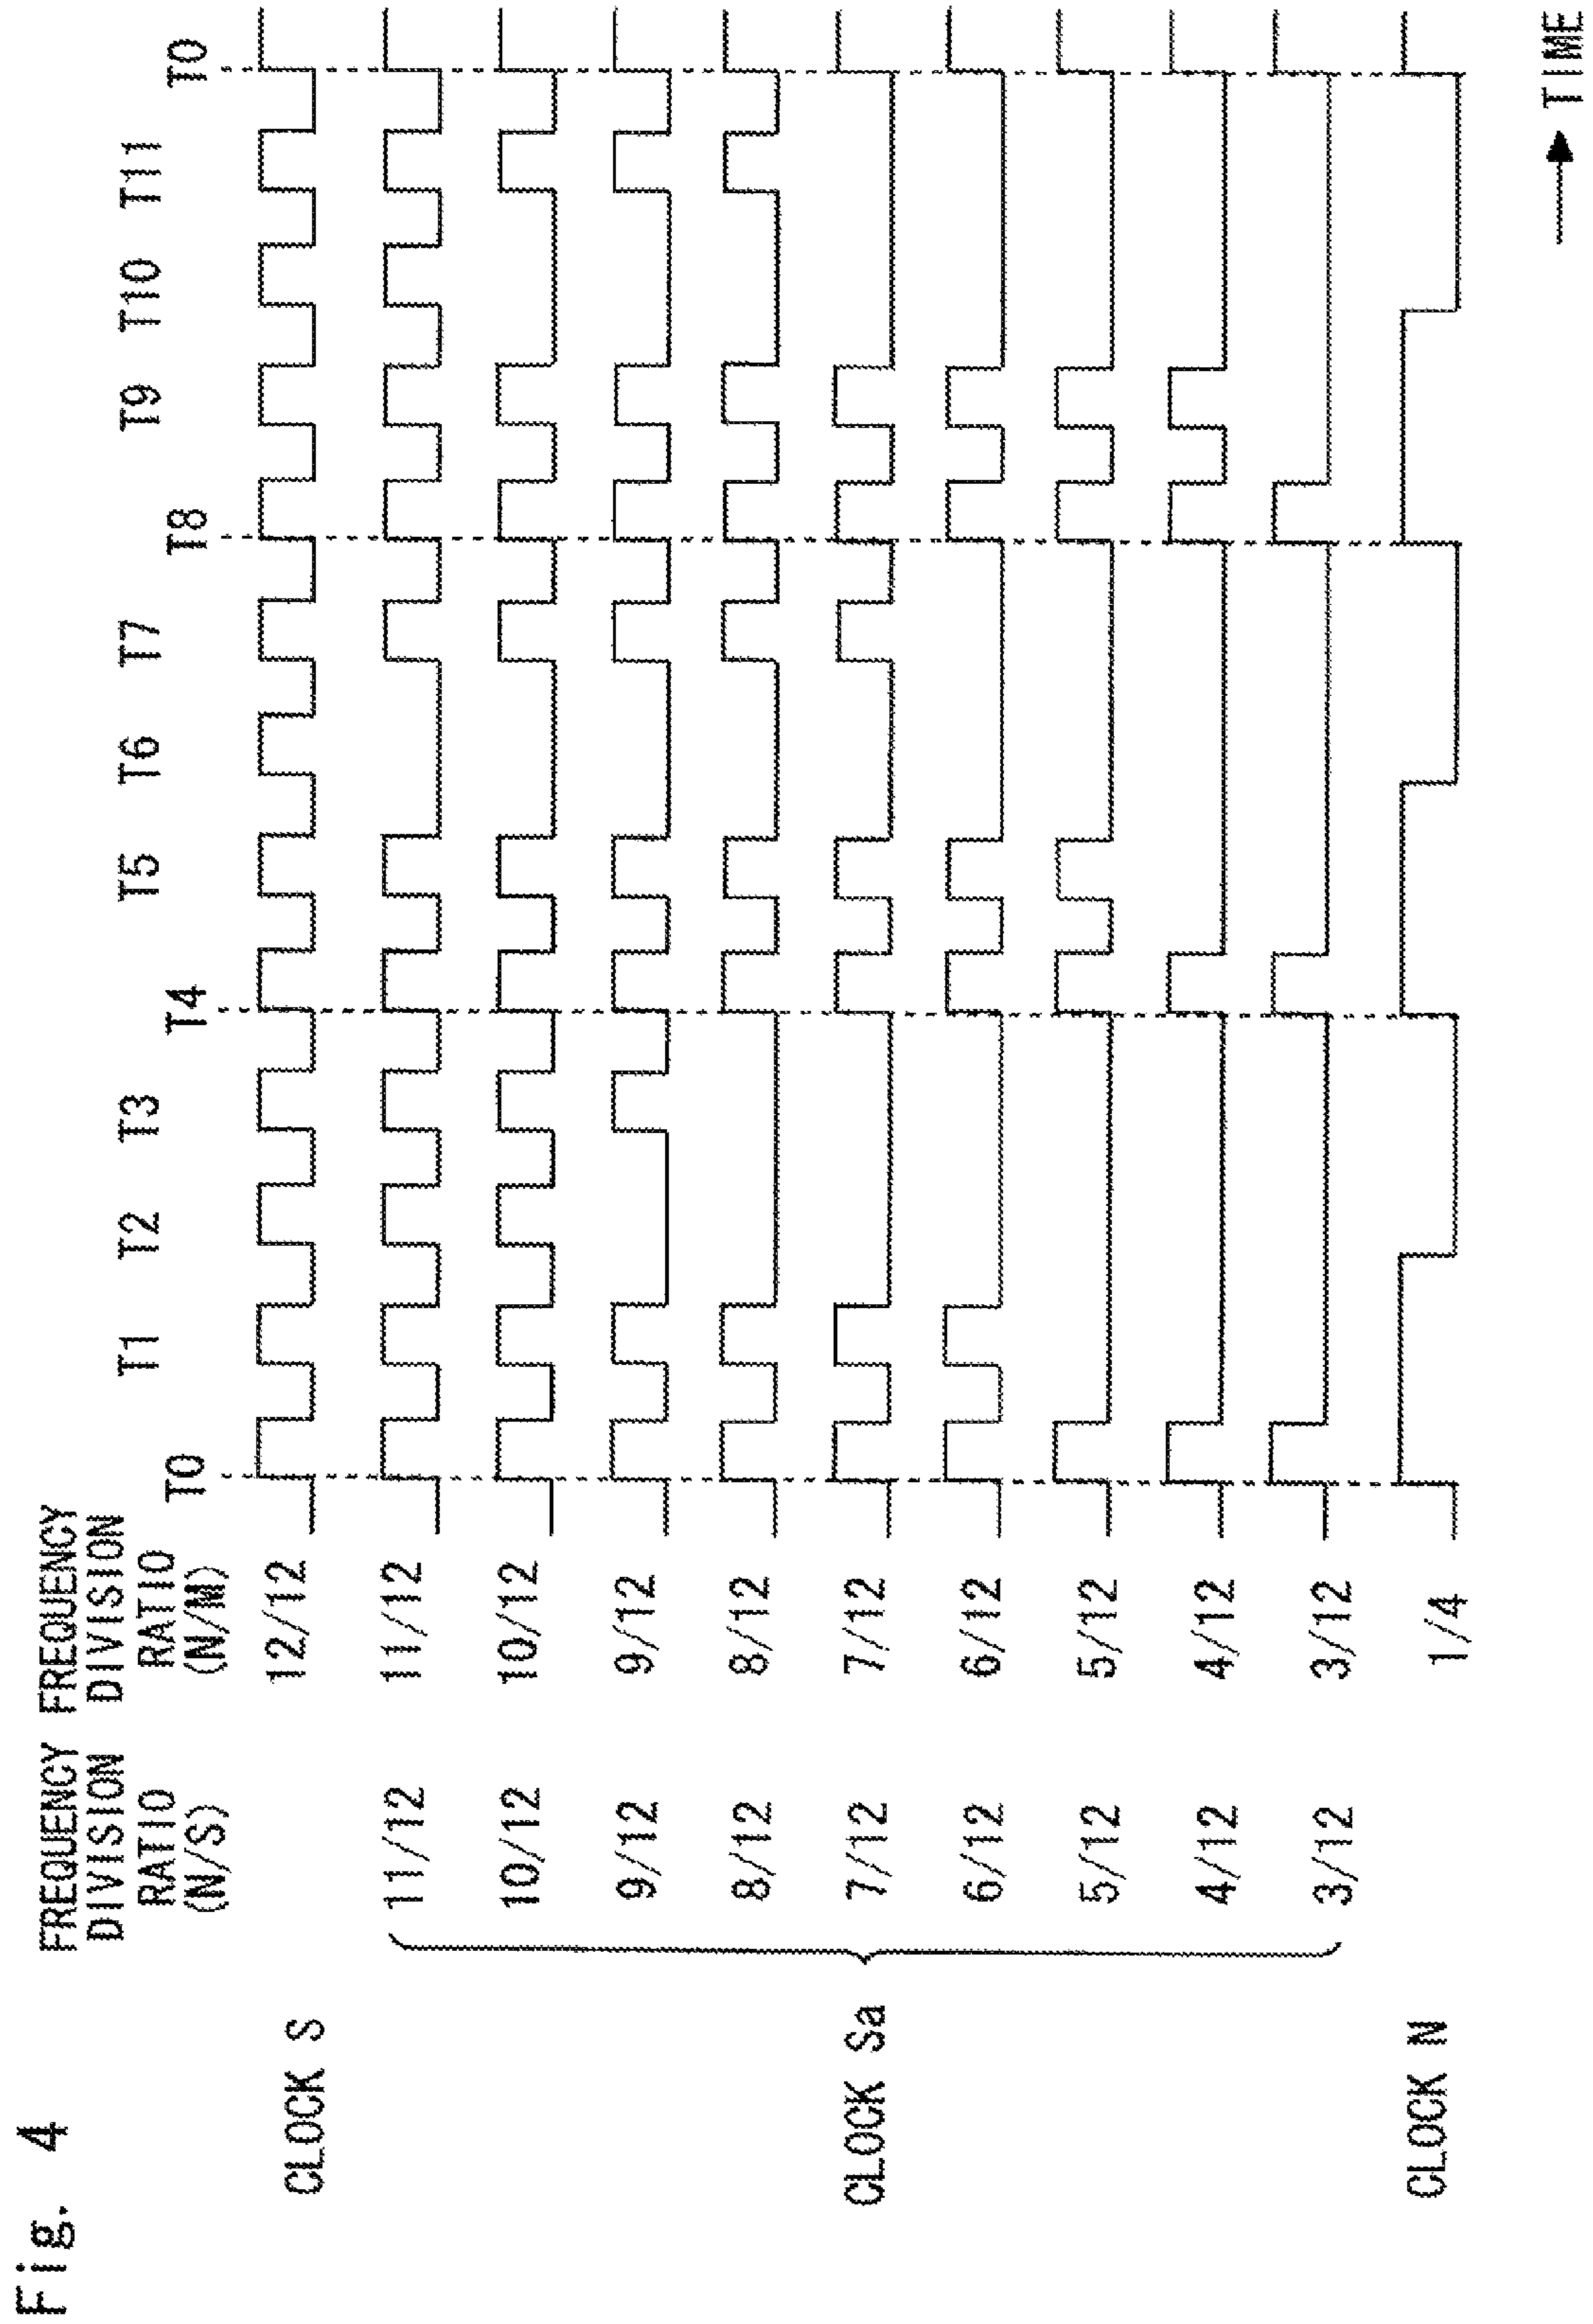 Fig. 4
FREQUENCY
DIVISION
RATIO
(N/S)
FREQUENCY
DIVISION
RATIO
(N/M)
T0 T1 T2 T3 T4 T5 T6 T7 T8 T9 T10 T11 T0
CLOCK S 12/12
11/12 11/12
10/12 10/12
9/12 9/12
8/12 8/12
CLOCK Sa 7/12 7/12
6/12 6/12
5/12 5/12
4/12 4/12
3/12 3/12
CLOCK N 1/4
TIME